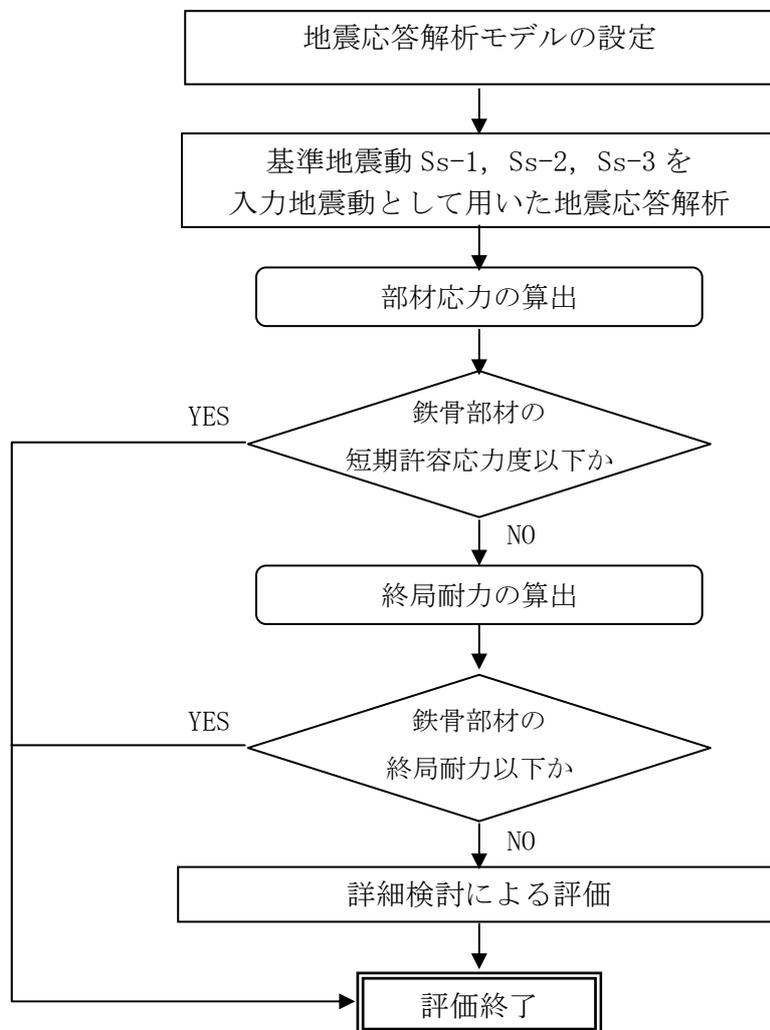 地震応答解析モデルの設定
基準地震動 Ss-1, Ss-2, Ss-3 を
入力地震動として用いた地震応答解析
部材応力の算出
YES
鉄骨部材の
短期許容応力度以下か
NO
終局耐力の算出
YES
鉄骨部材の
終局耐力以下か
NO
詳細検討による評価
評価終了